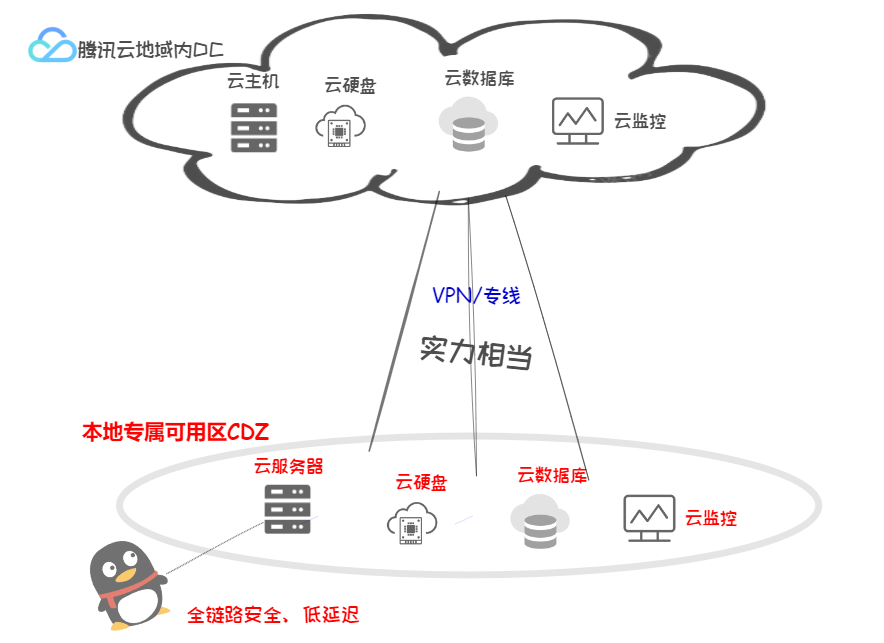 腾讯云地域内DC
云主机
云硬盘
云数据库
云监控
VPN/专线
实力相当
本地专属可用区CDZ
云服务器
云硬盘
云数据库
云监控
全链路安全、低延迟